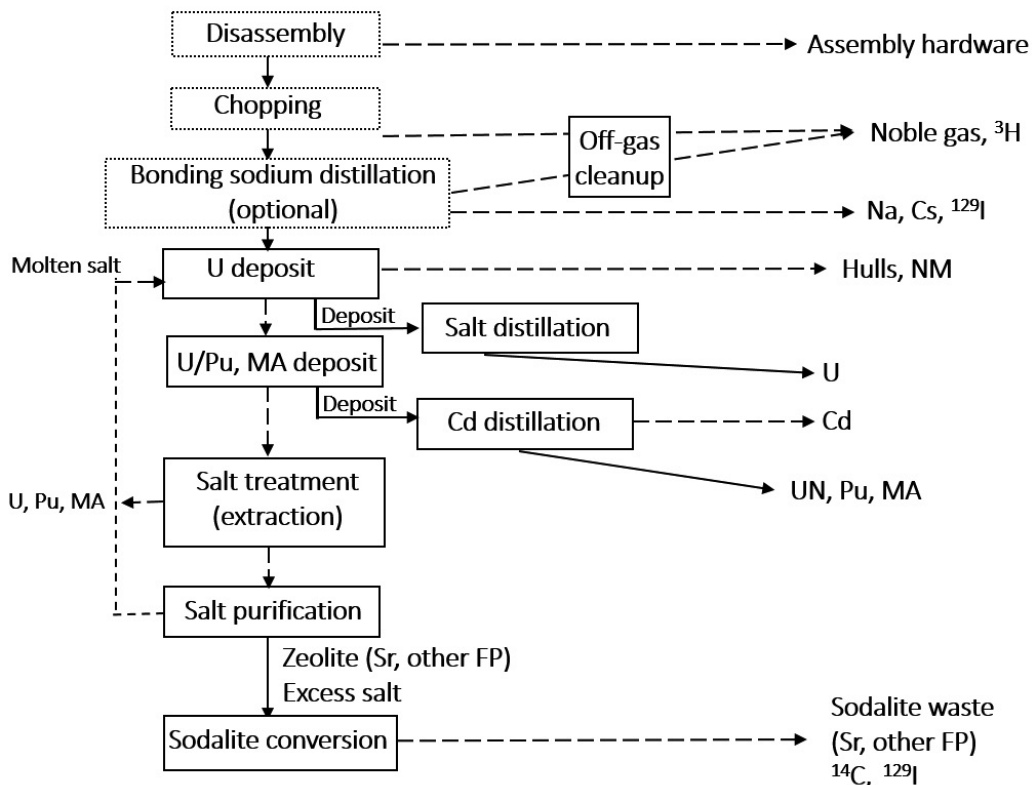 Disassembly
Assembly hardware
Chopping
Off-gas
cleanup
Noble gas, ³H
Bonding sodium distillation
(optional)
Na, Cs, ¹²⁹I
Molten salt
U deposit
Hulls, NM
Deposit
Salt distillation
U/Pu, MA deposit
U
Deposit
Cd distillation
Cd
Salt treatment
(extraction)
U, Pu, MA
UN, Pu, MA
Salt purification
Zeolite (Sr, other FP)
Excess salt
Sodalite conversion
Sodalite waste
(Sr, other FP)
¹⁴C, ¹²⁹I